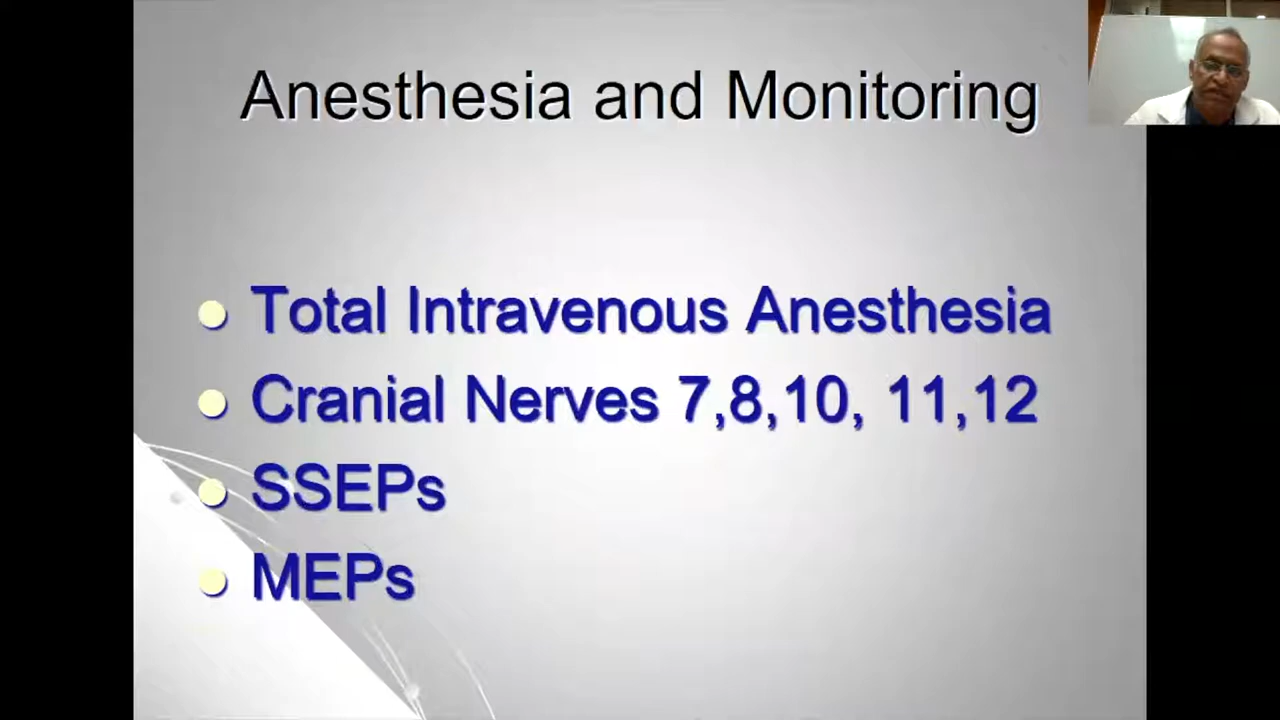 Anesthesia and Monitoring
Total Intravenous Anesthesia
Cranial Nerves 7,8,10, 11,12
SSEPs
MEPs